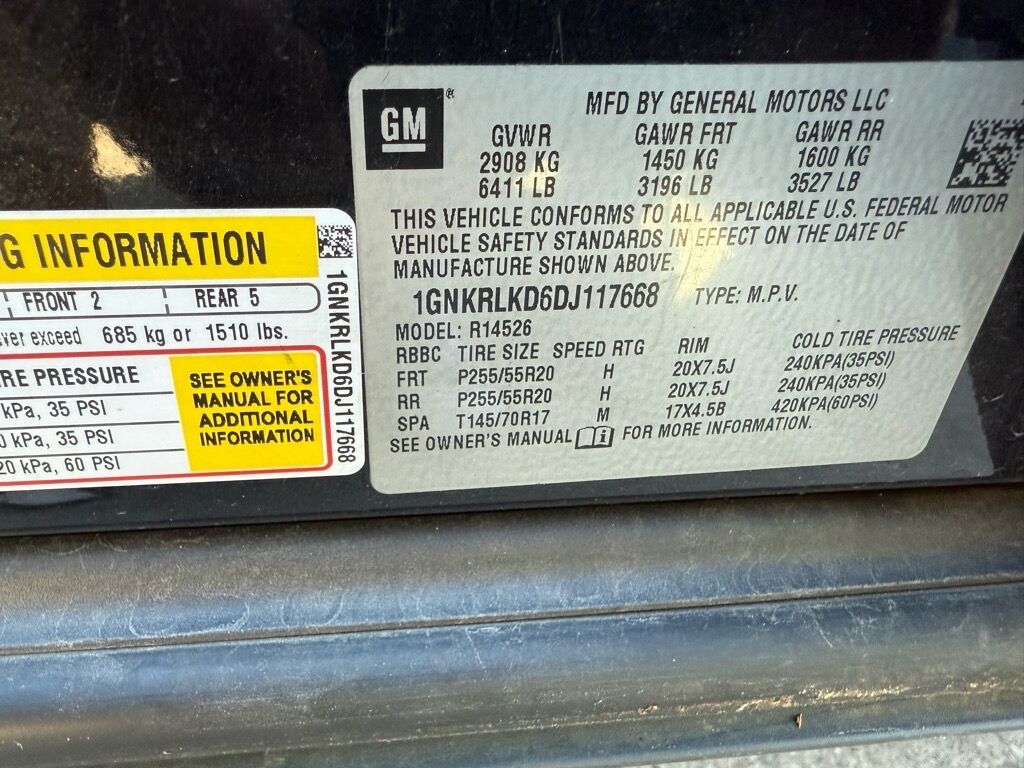 G INFORMATION
FRONT 2
REAR 5
ver exceed 685 kg or 1510 lbs.
RE PRESSURE
kPa, 35 PSI
0 kPa, 35 PSI
20 kPa, 60 PSI
SEE OWNER'S
MANUAL FOR
ADDITIONAL
INFORMATION
1GNKRLKD6DJ117668
GM ®
MFD BY GENERAL MOTORS LLC
GVWR GAWR FRT GAWR RR
2908 KG 1450 KG 1600 KG
6411 LB 3196 LB 3527 LB
THIS VEHICLE CONFORMS TO ALL APPLICABLE U.S. FEDERAL MOTOR
VEHICLE SAFETY STANDARDS IN EFFECT ON THE DATE OF
MANUFACTURE SHOWN ABOVE.
1GNKRLKD6DJ117668 TYPE: M.P.V.
MODEL: R14526
RBBC TIRE SIZE SPEED RTG RIM COLD TIRE PRESSURE
FRT P255/55R20 H 20X7.5J 240KPA(35PSI)
RR P255/55R20 H 20X7.5J 240KPA(35PSI)
SPA T145/70R17 M 17X4.5B 420KPA(60PSI)
SEE OWNER'S MANUAL FOR MORE INFORMATION.